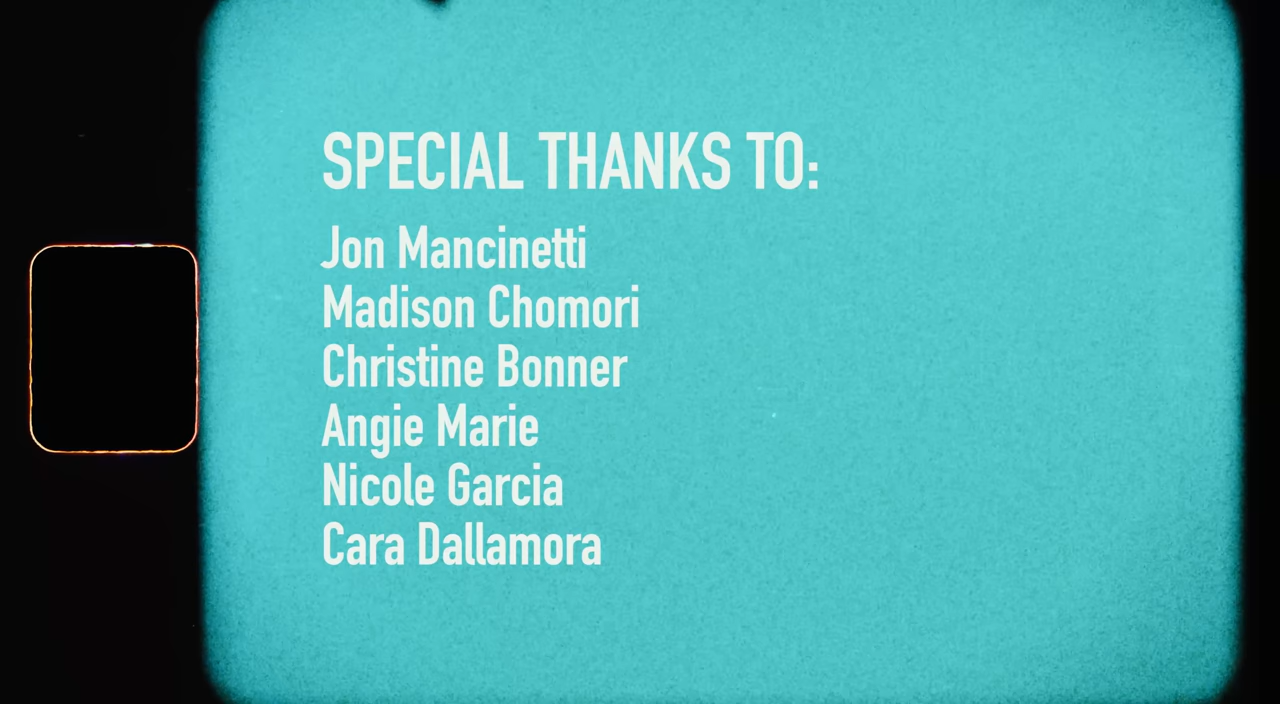 SPECIAL THANKS TO:
Jon Mancinetti
Madison Chomori
Christine Bonner
Angie Marie
Nicole Garcia
Cara Dallamora